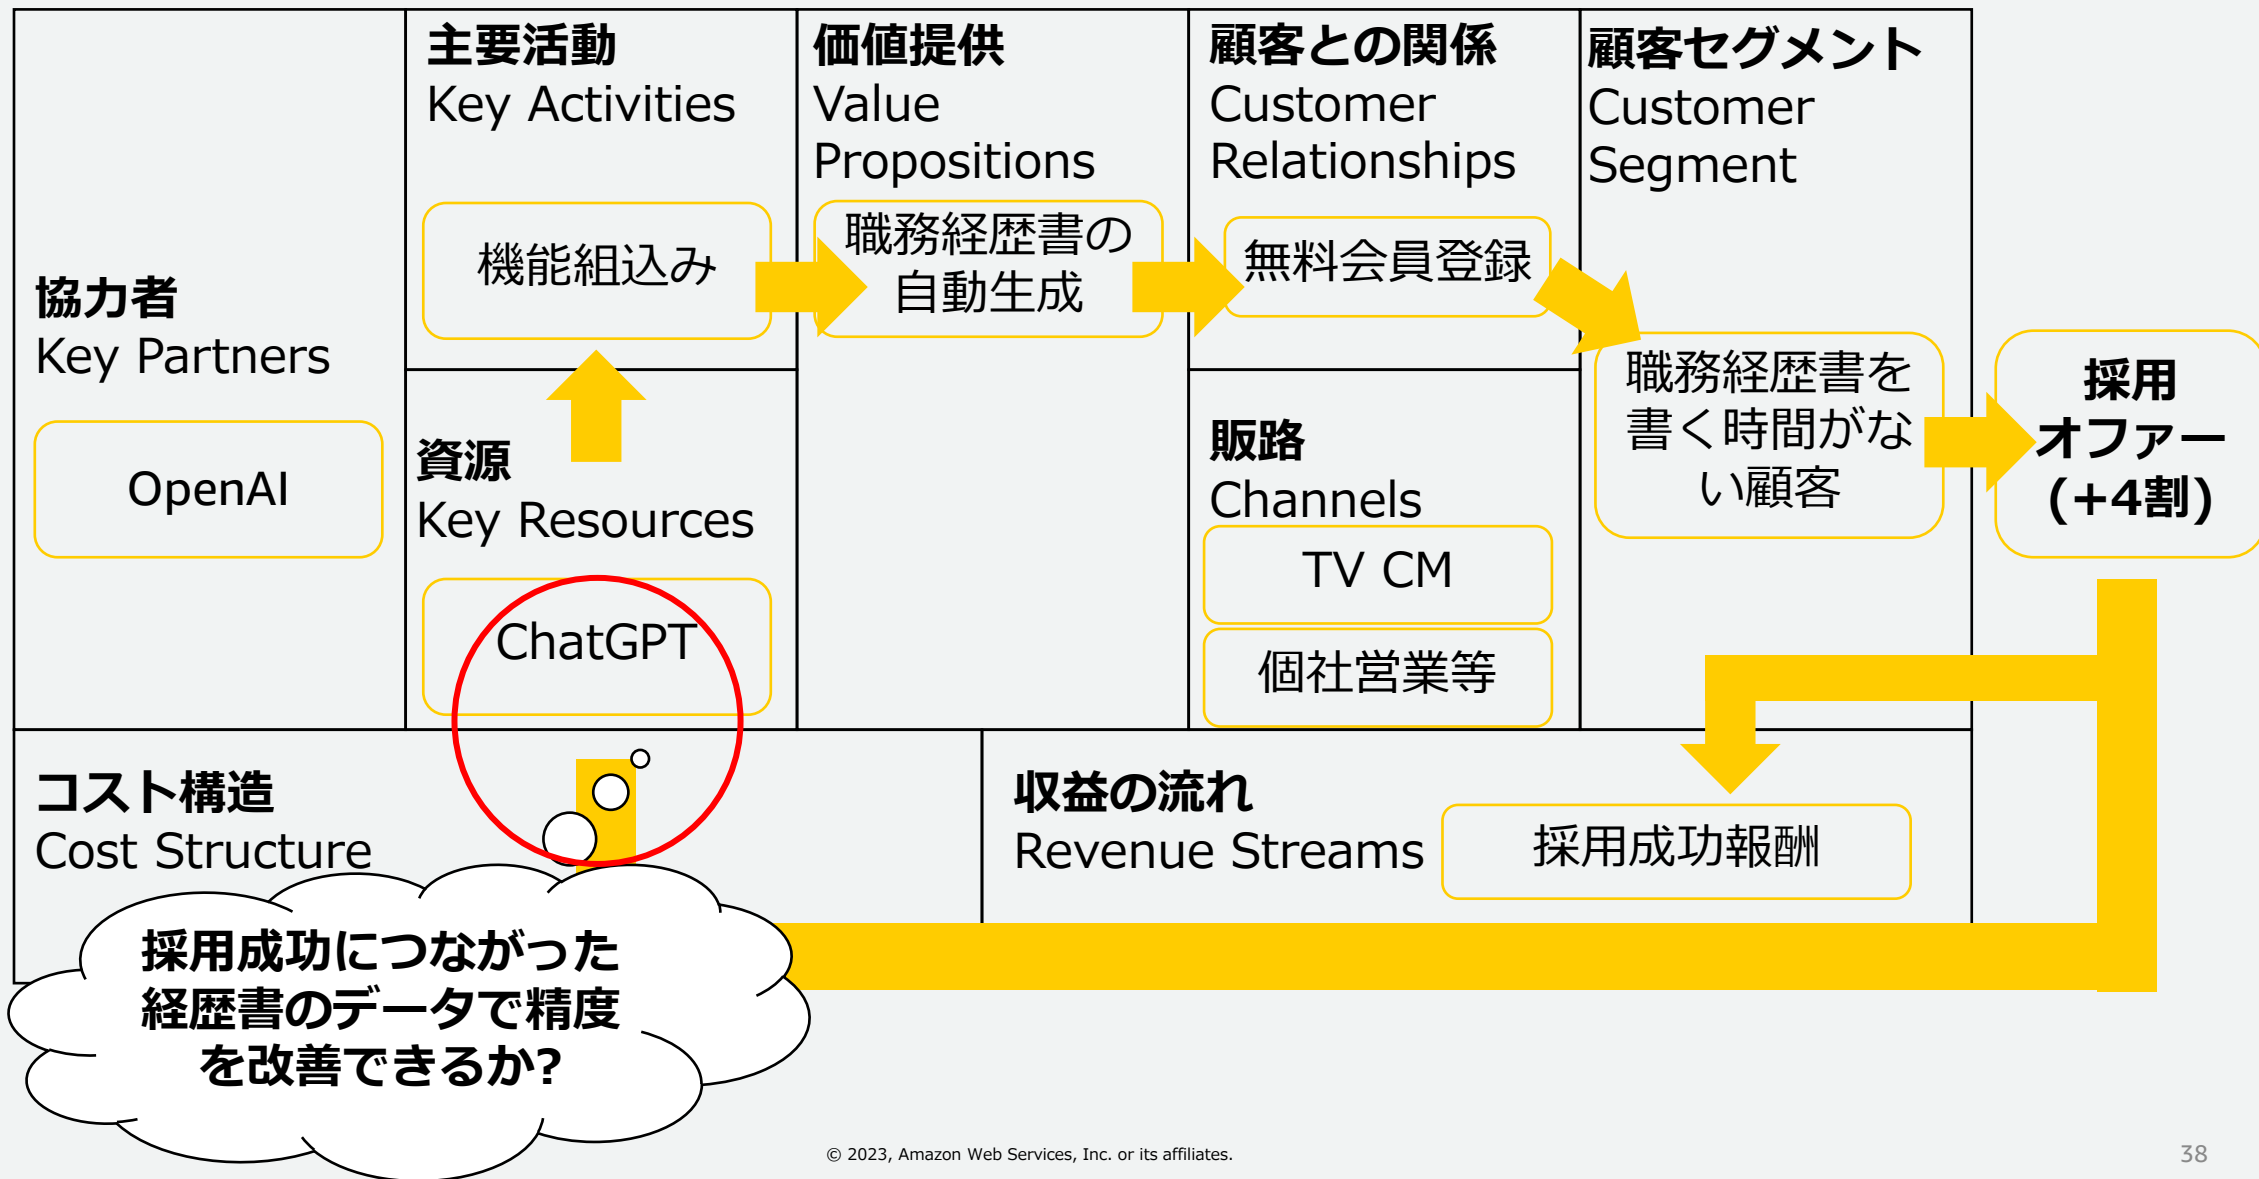 協力者
Key Partners
OpenAI
主要活動
Key Activities
機能組込み
資源
Key Resources
ChatGPT
価値提供
Value
Propositions
職務経歴書の
自動生成
顧客との関係
Customer
Relationships
無料会員登録
販路
Channels
TV CM
個社営業等
顧客セグメント
Customer
Segment
職務経歴書を
書く時間がな
い顧客
採用
オファー
(+4割)
コスト構造
Cost Structure
採用成功につながった
経歴書のデータで精度
を改善できるか?
収益の流れ
Revenue Streams
採用成功報酬
© 2023, Amazon Web Services, Inc. or its affiliates.
38